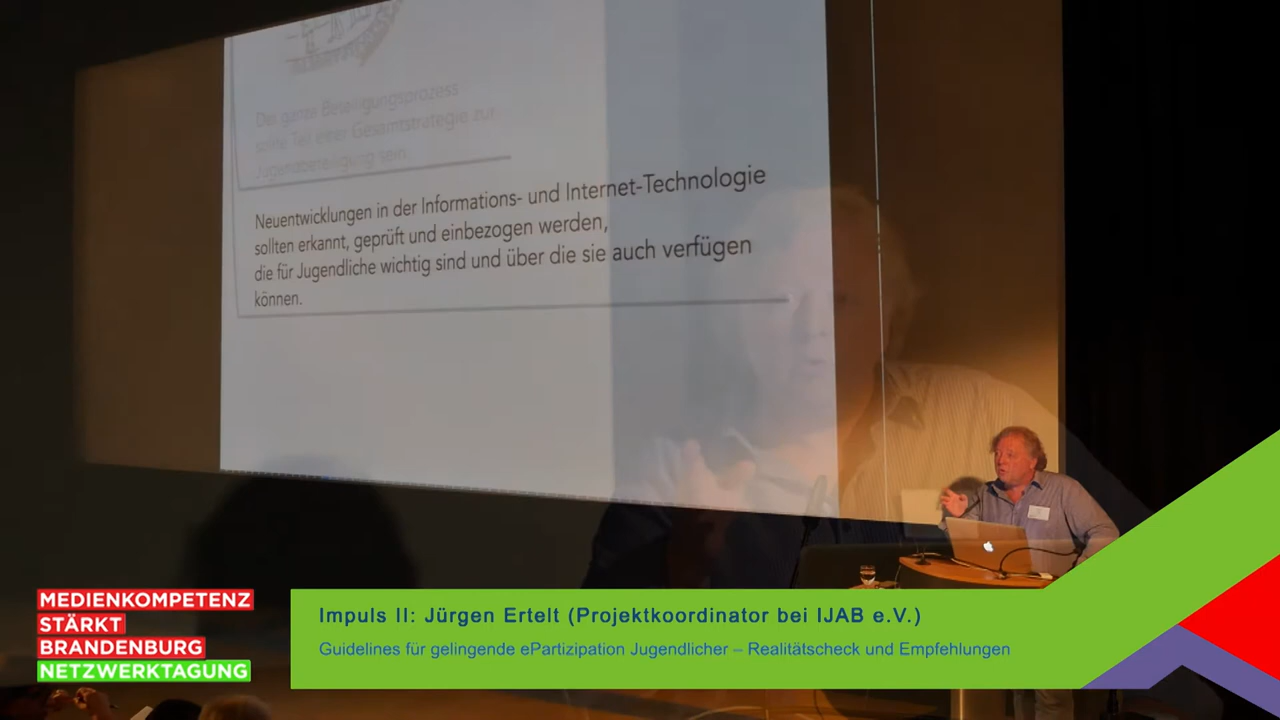 Der ganze Beteiligungsprozess
sollte Teil einer Gesamtstrategie zur
Jugendbeteiligung sein.
Neuentwicklungen in der Informations- und Internet-Technologie
sollten erkannt, geprüft und einbezogen werden,
die für Jugendliche wichtig sind und über die sie auch verfügen
können.
MEDIENKOMPETENZ
STÄRKT
BRANDENBURG
NETZWERKTAGUNG
Impuls II: Jürgen Ertelt (Projektkoordinator bei IJAB e.V.)
Guidelines für gelingende ePartizipation Jugendlicher – Realitätscheck und Empfehlungen